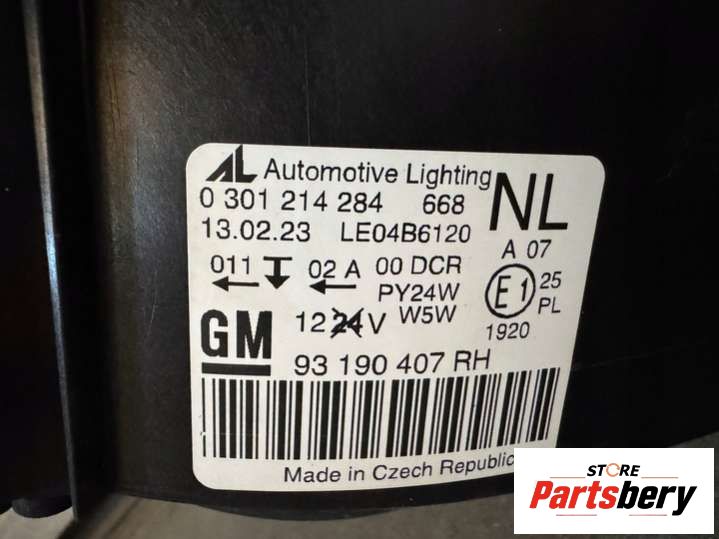 AL Automotive Lighting
0 301 214 284 668 NL
13.02.23 LE04B6120 A 07
011 02 A 00 DCR E1 25
PY24W PL
12 24 V W5W 1920
GM
93 190 407 RH
Made in Czech Republic
STORE
Partsbery